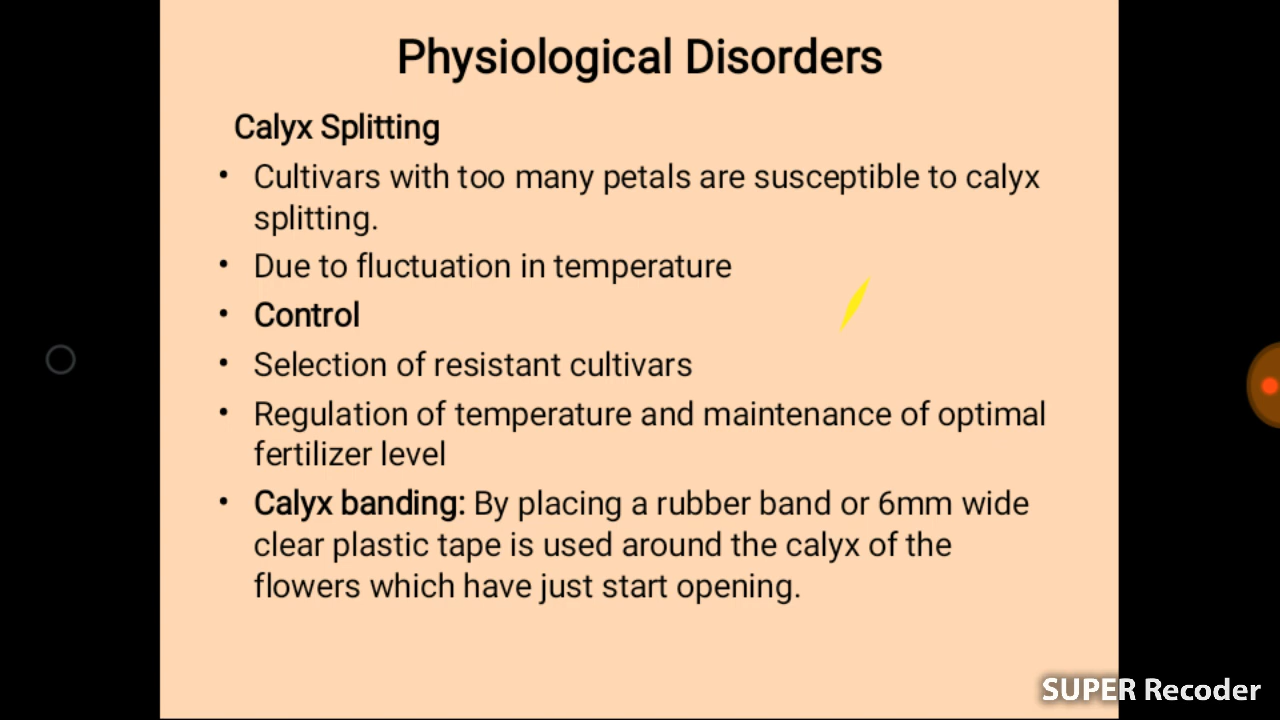 Physiological Disorders
Calyx Splitting
• Cultivars with too many petals are susceptible to calyx
splitting.
• Due to fluctuation in temperature
• Control
• Selection of resistant cultivars
• Regulation of temperature and maintenance of optimal
fertilizer level
• Calyx banding: By placing a rubber band or 6mm wide
clear plastic tape is used around the calyx of the
flowers which have just start opening.
SUPER Recoder